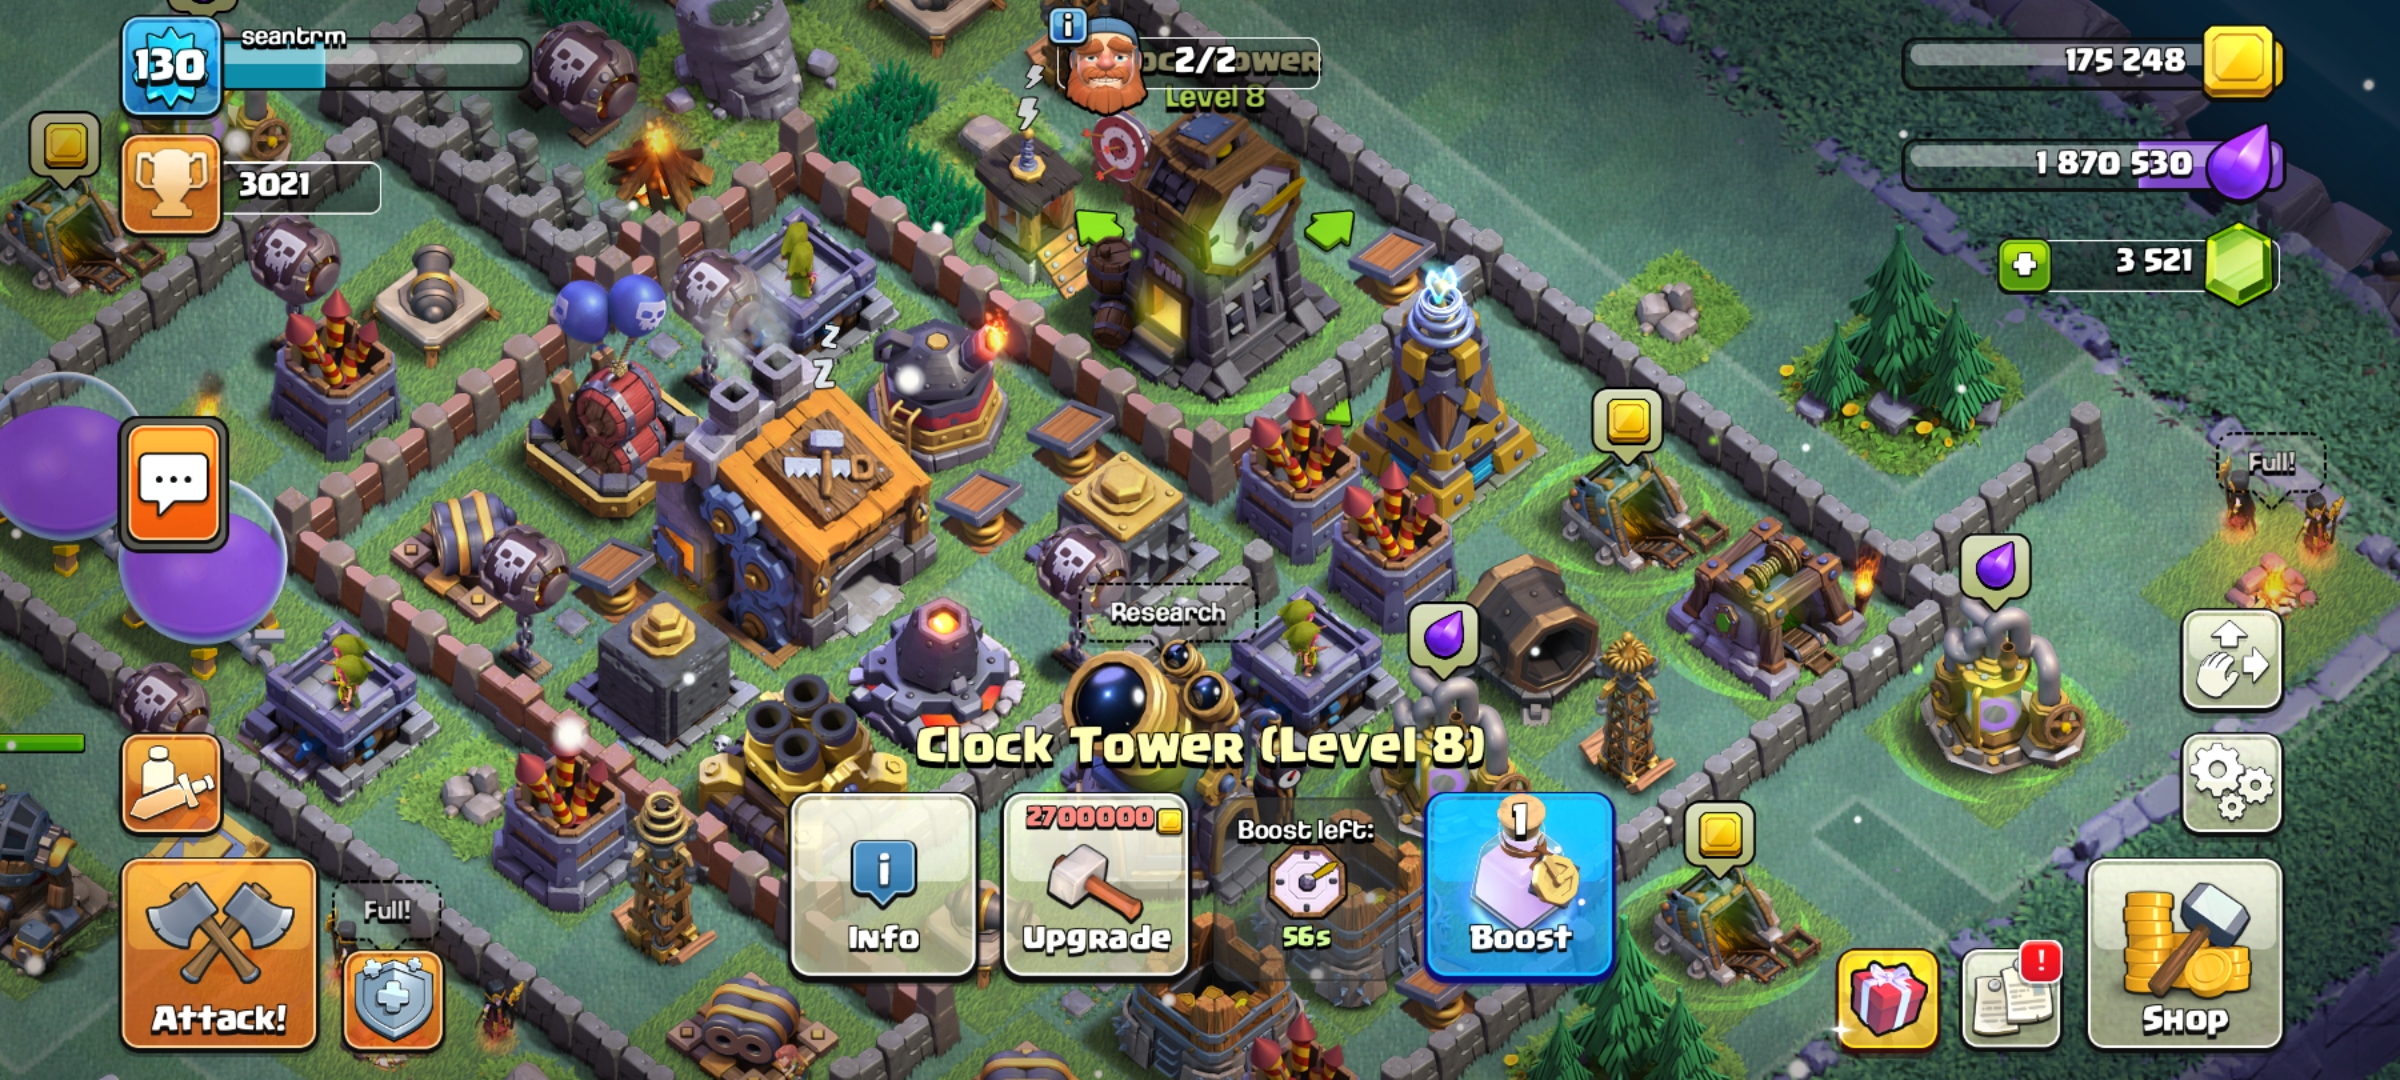 130
seantrm
2/2
Level 8
175 248
3021
1 870 530
3 521
z
z
Full!
Research
Clock Tower (Level 8)
Info
2700000
Upgrade
Boost left:
56s
1
Boost
Full!
Attack!
!
Shop